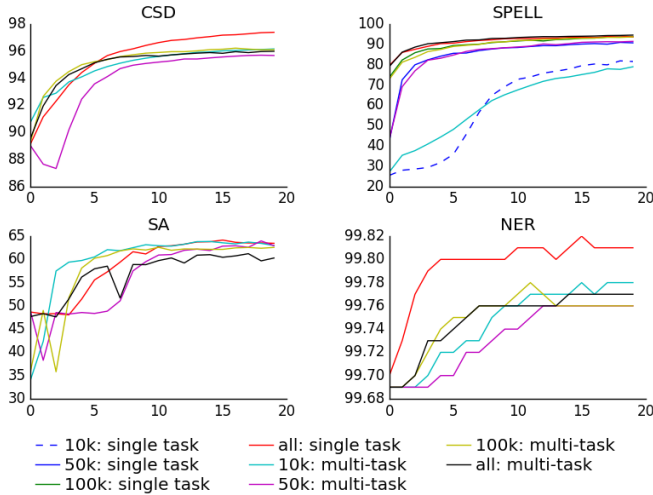 CSD
98
96
94
92
90
88
86
0 5 10 15 20
SPELL
100
90
80
70
60
50
40
30
20
0 5 10 15 20
SA
65
60
55
50
45
40
35
30
0 5 10 15 20
NER
99.82
99.80
99.78
99.76
99.74
99.72
99.70
99.68
0 5 10 15 20
10k: single task
50k: single task
100k: single task
all: single task
10k: multi-task
50k: multi-task
100k: multi-task
all: multi-task